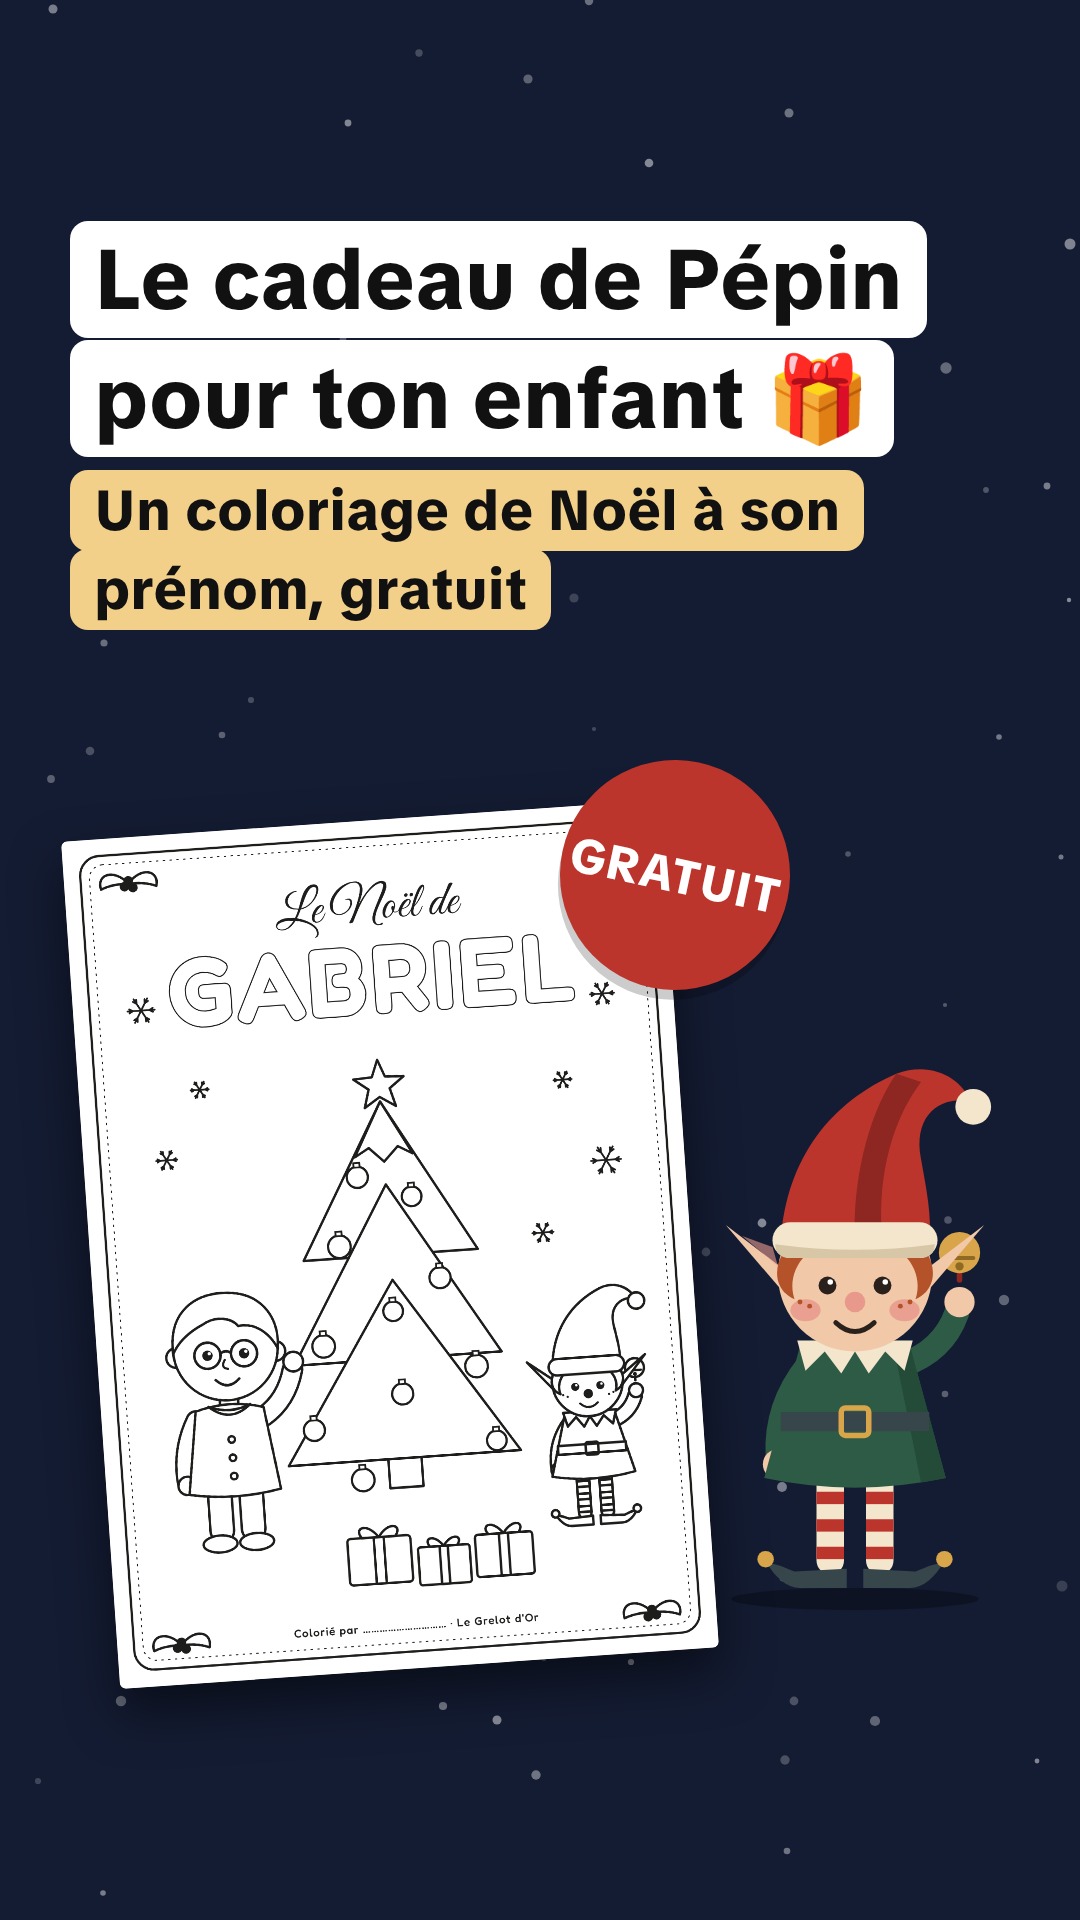 Le cadeau de Pépin
pour ton enfant 🎁
Un coloriage de Noël à son
prénom, gratuit
GRATUIT
Le Noël de
GABRIEL
Colorié par .............................. · Le Grelot d'Or